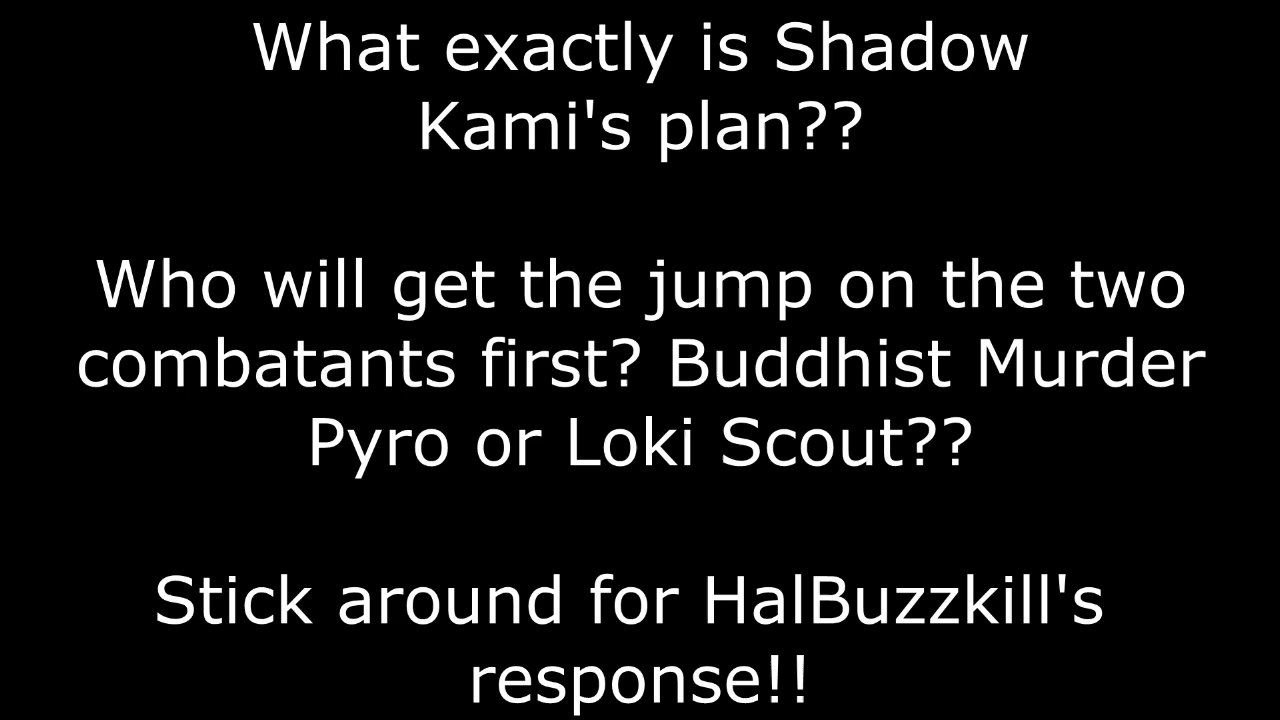 What exactly is Shadow
Kami's plan??
Who will get the jump on the two
combatants first? Buddhist Murder
Pyro or Loki Scout??
Stick around for HalBuzzkill's
response!!